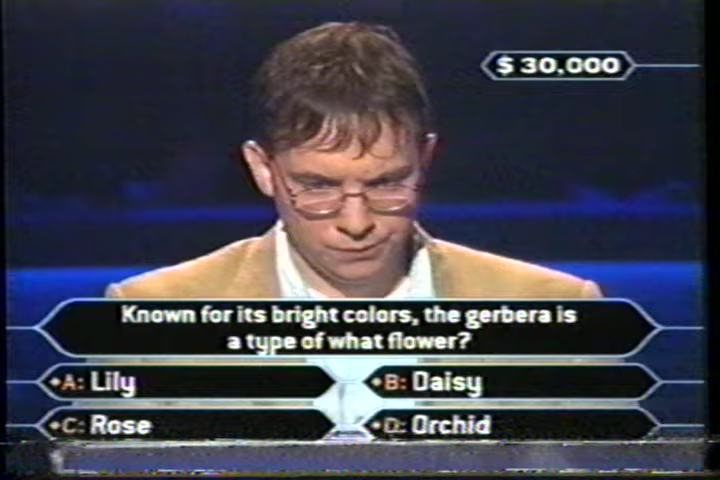 $ 30,000
Known for its bright colors, the gerbera is
a type of what flower?
•A: Lily
•B: Daisy
•C: Rose
•D: Orchid